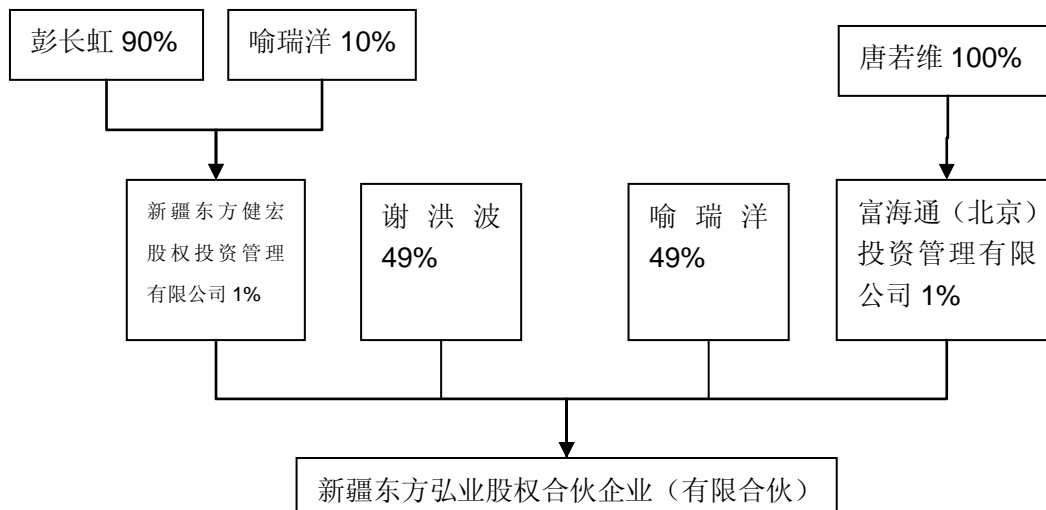 彭长虹 90%
喻瑞洋 10%
唐若维 100%
新疆东方健宏
股权投资管理
有限公司 1%
谢洪波
49%
喻瑞洋
49%
富海通（北京）
投资管理有限
公司 1%
新疆东方弘业股权合伙企业（有限合伙）